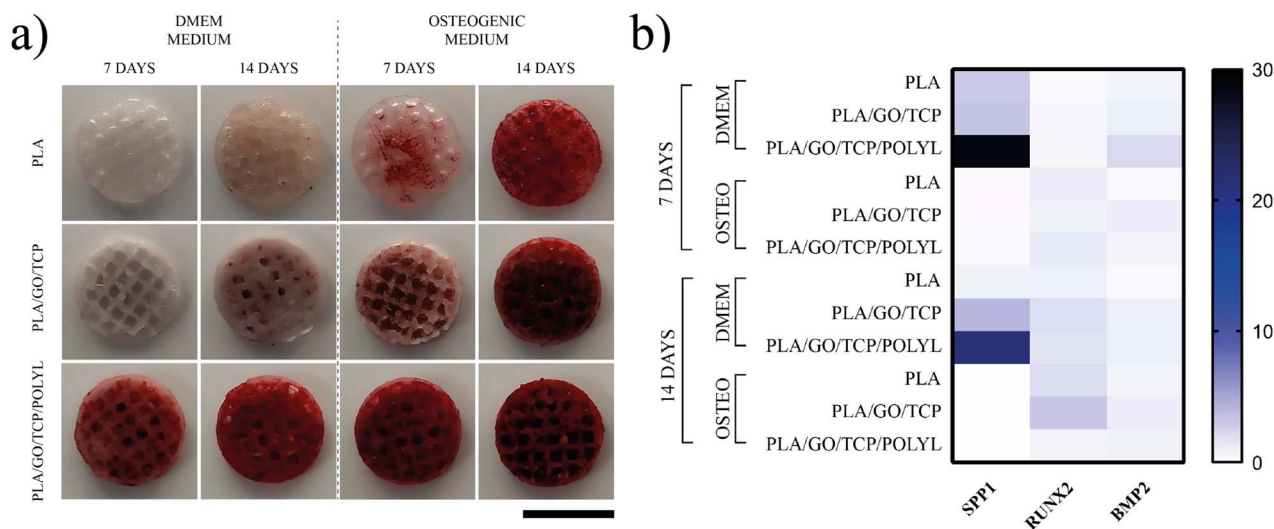 a)
DMEM
MEDIUM
OSTEOGENIC
MEDIUM
7 DAYS
14 DAYS
7 DAYS
14 DAYS
PLA
PLA/GO/TCP
PLA/GO/TCP/POLYL
b)
7 DAYS
DMEM
PLA
PLA/GO/TCP
PLA/GO/TCP/POLYL
OSTEO
PLA
PLA/GO/TCP
PLA/GO/TCP/POLYL
14 DAYS
DMEM
PLA
PLA/GO/TCP
PLA/GO/TCP/POLYL
OSTEO
PLA
PLA/GO/TCP
PLA/GO/TCP/POLYL
SPP1
RUNX2
BMP2
30
20
10
0